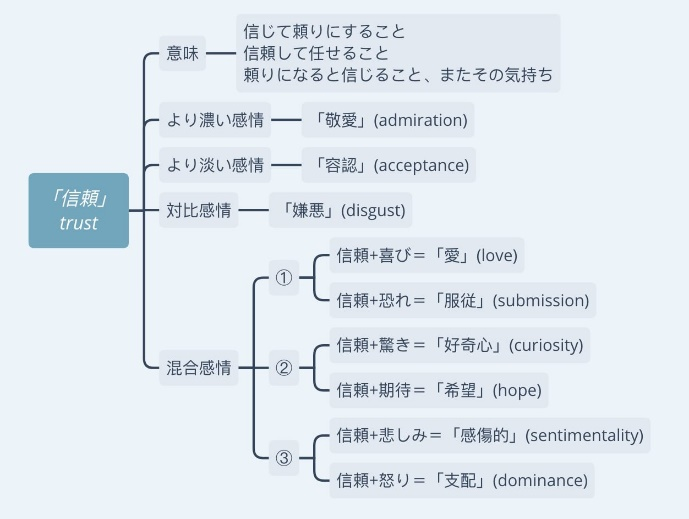 「信頼」
trust
意味
信じて頼りにすること
信頼して任せること
頼りになると信じること、またその気持ち
より濃い感情
「敬愛」(admiration)
より淡い感情
「容認」(acceptance)
対比感情
「嫌悪」(disgust)
混合感情
①
信頼+喜び＝「愛」(love)
信頼+恐れ＝「服従」(submission)
②
信頼+驚き＝「好奇心」(curiosity)
信頼+期待＝「希望」(hope)
③
信頼+悲しみ＝「感傷的」(sentimentality)
信頼+怒り＝「支配」(dominance)